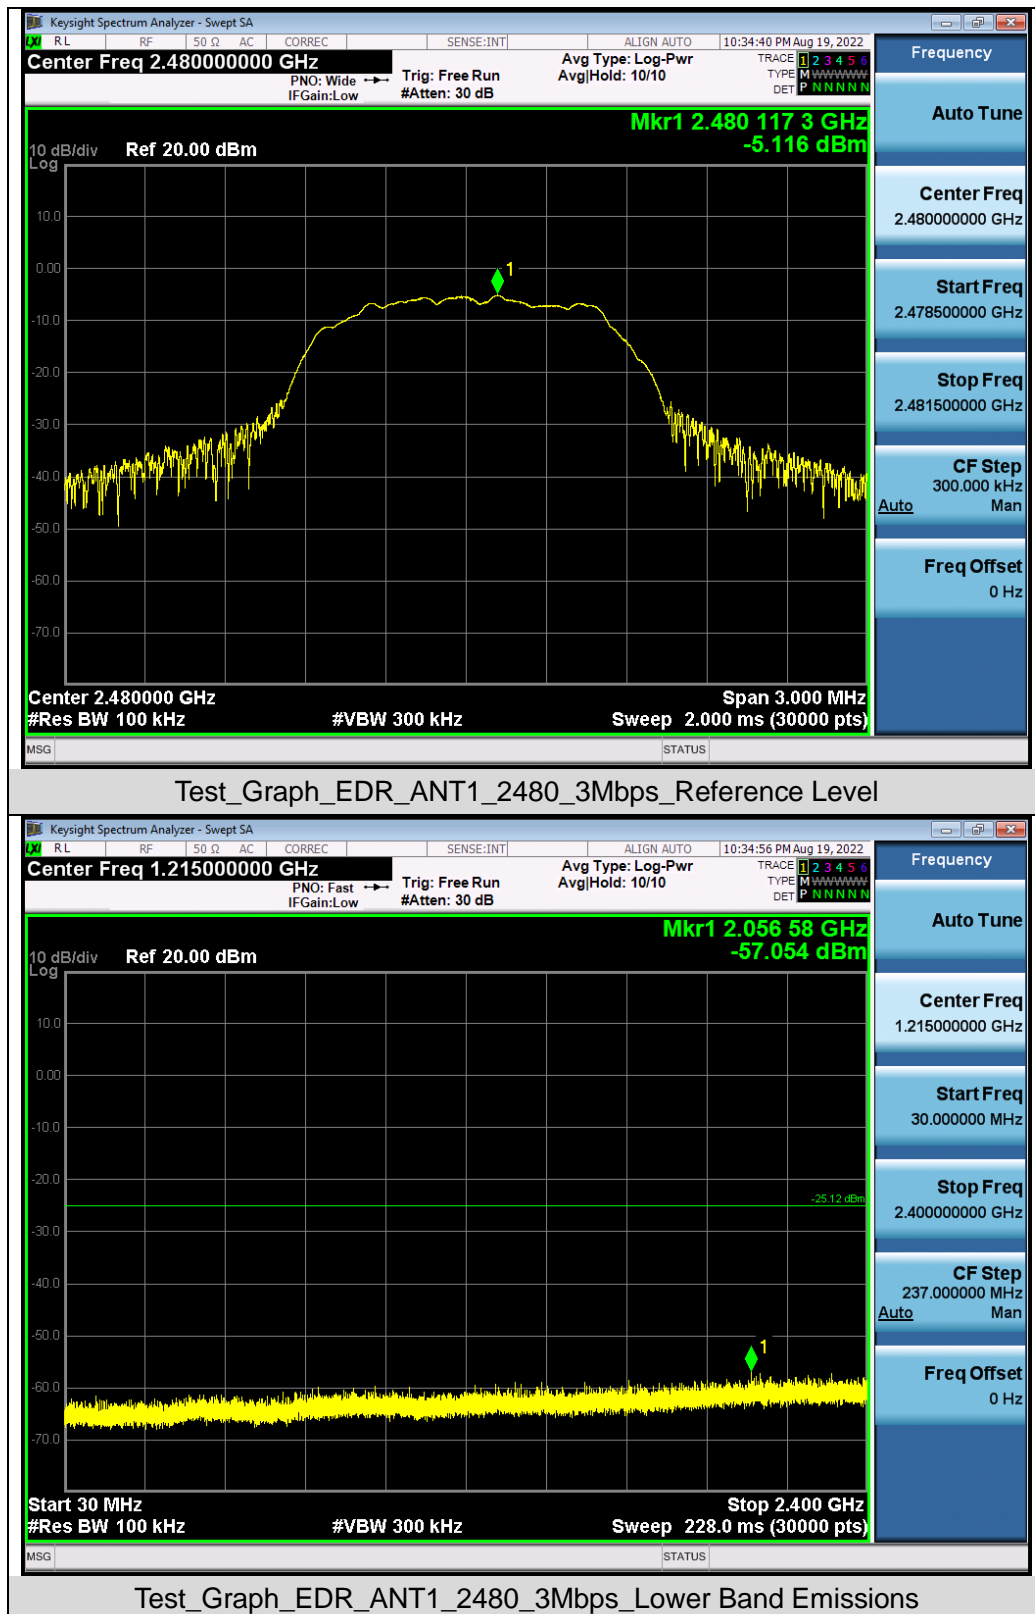 Keysight Spectrum Analyzer - Swept SA
LXI RL RF 50 Ω AC CORREC SENSE:INT ALIGN AUTO 10:34:40 PM Aug 19, 2022
Center Freq 2.480000000 GHz
PNO: Wide
IFGain:Low
Trig: Free Run
#Atten: 30 dB
Avg Type: Log-Pwr
Avg|Hold: 10/10
TRACE 1 2 3 4 5 6
TYPE M WWWWW
DET P N N N N N
Mkr1 2.480 117 3 GHz
-5.116 dBm
10 dB/div Ref 20.00 dBm
Log
10.0
0.00
1
-10.0
-20.0
-30.0
-40.0
-50.0
-60.0
-70.0
Center 2.480000 GHz Span 3.000 MHz
#Res BW 100 kHz #VBW 300 kHz Sweep 2.000 ms (30000 pts)
MSG STATUS
Frequency
Auto Tune
Center Freq
2.480000000 GHz
Start Freq
2.478500000 GHz
Stop Freq
2.481500000 GHz
CF Step
300.000 kHz
Auto Man
Freq Offset
0 Hz
Test_Graph_EDR_ANT1_2480_3Mbps_Reference Level
Keysight Spectrum Analyzer - Swept SA
LXI RL RF 50 Ω AC CORREC SENSE:INT ALIGN AUTO 10:34:56 PM Aug 19, 2022
Center Freq 1.215000000 GHz
PNO: Fast
IFGain:Low
Trig: Free Run
#Atten: 30 dB
Avg Type: Log-Pwr
Avg|Hold: 10/10
TRACE 1 2 3 4 5 6
TYPE M WWWWW
DET P N N N N N
Mkr1 2.056 58 GHz
-57.054 dBm
10 dB/div Ref 20.00 dBm
Log
10.0
0.00
-10.0
-20.0
-25.12 dBm
-30.0
-40.0
-50.0
1
-60.0
-70.0
Start 30 MHz Stop 2.400 GHz
#Res BW 100 kHz #VBW 300 kHz Sweep 228.0 ms (30000 pts)
MSG STATUS
Frequency
Auto Tune
Center Freq
1.215000000 GHz
Start Freq
30.000000 MHz
Stop Freq
2.400000000 GHz
CF Step
237.000000 MHz
Auto Man
Freq Offset
0 Hz
Test_Graph_EDR_ANT1_2480_3Mbps_Lower Band Emissions